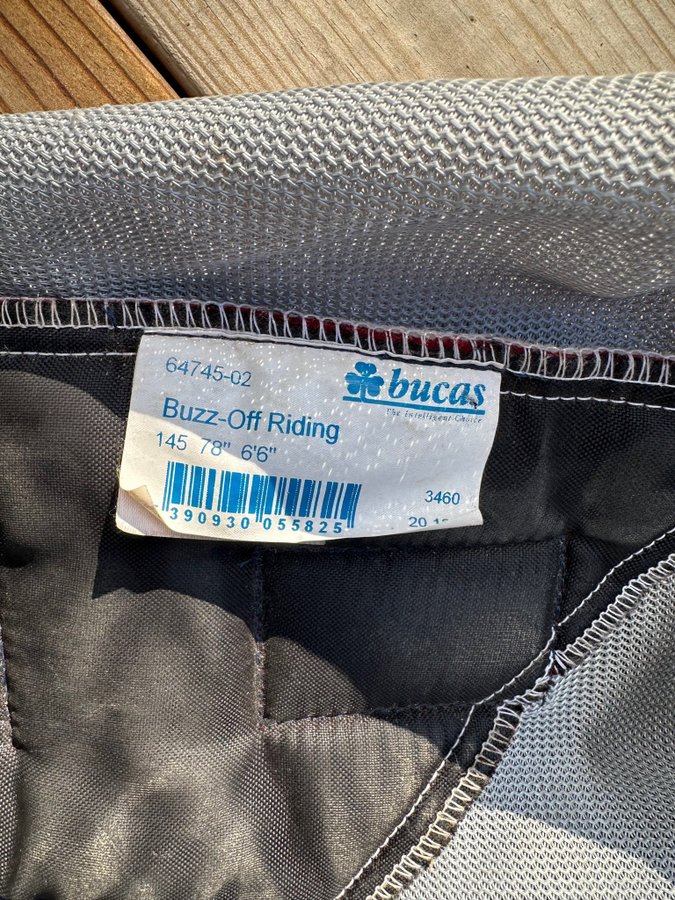 64745-02
bucas
The Intelligent Choice
Buzz-Off Riding
145 78" 6'6"
390930 055825
3460